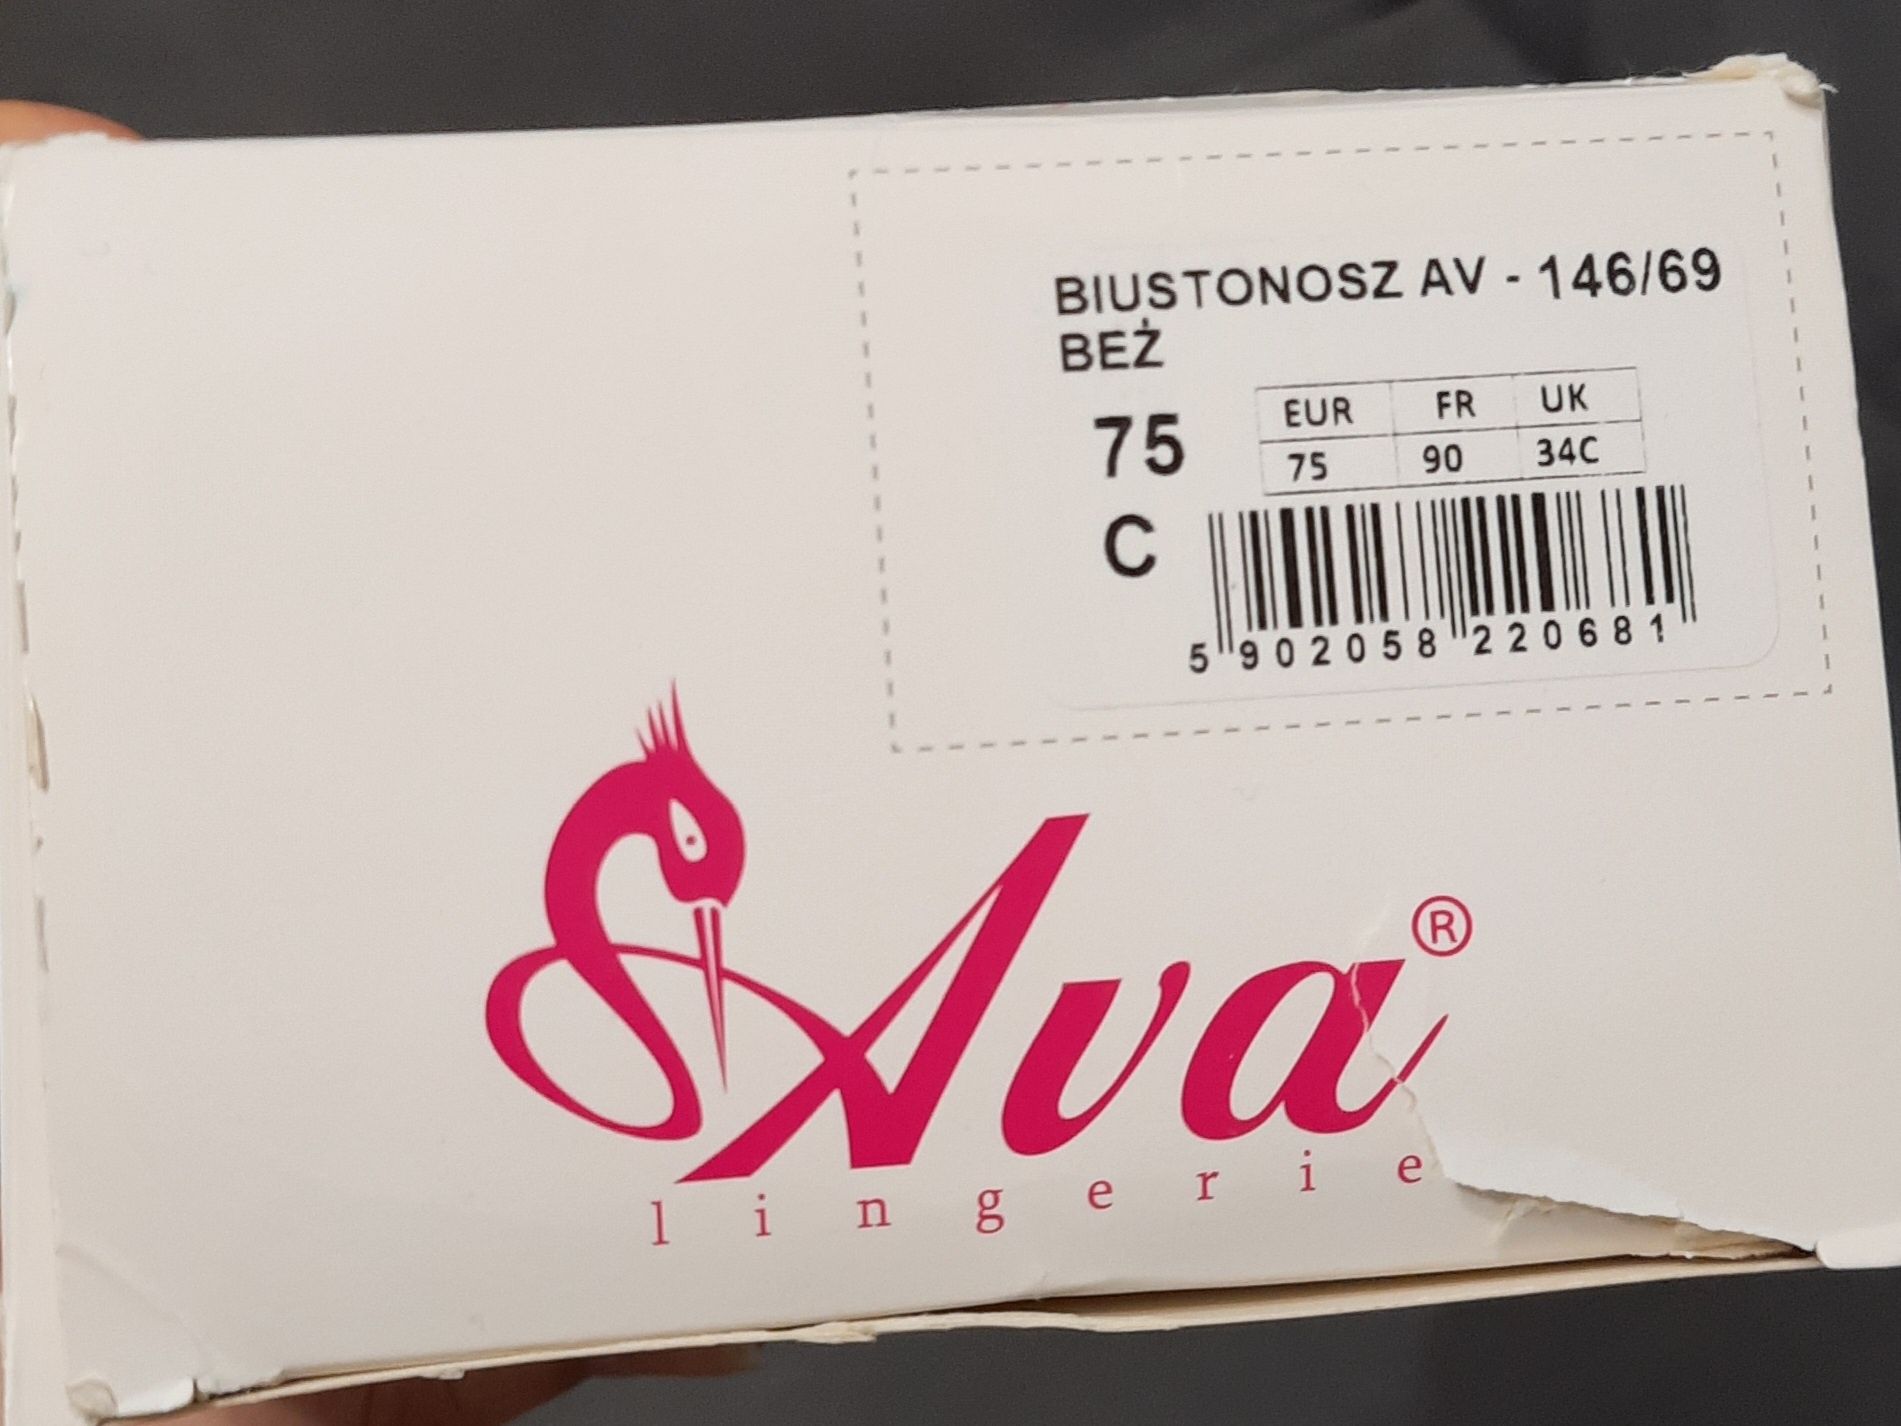 BIUSTONOSZ AV - 146/69
BEŻ
75
C
EUR FR UK
75 90 34C
5 902058 220681
Ava ®
lingerie